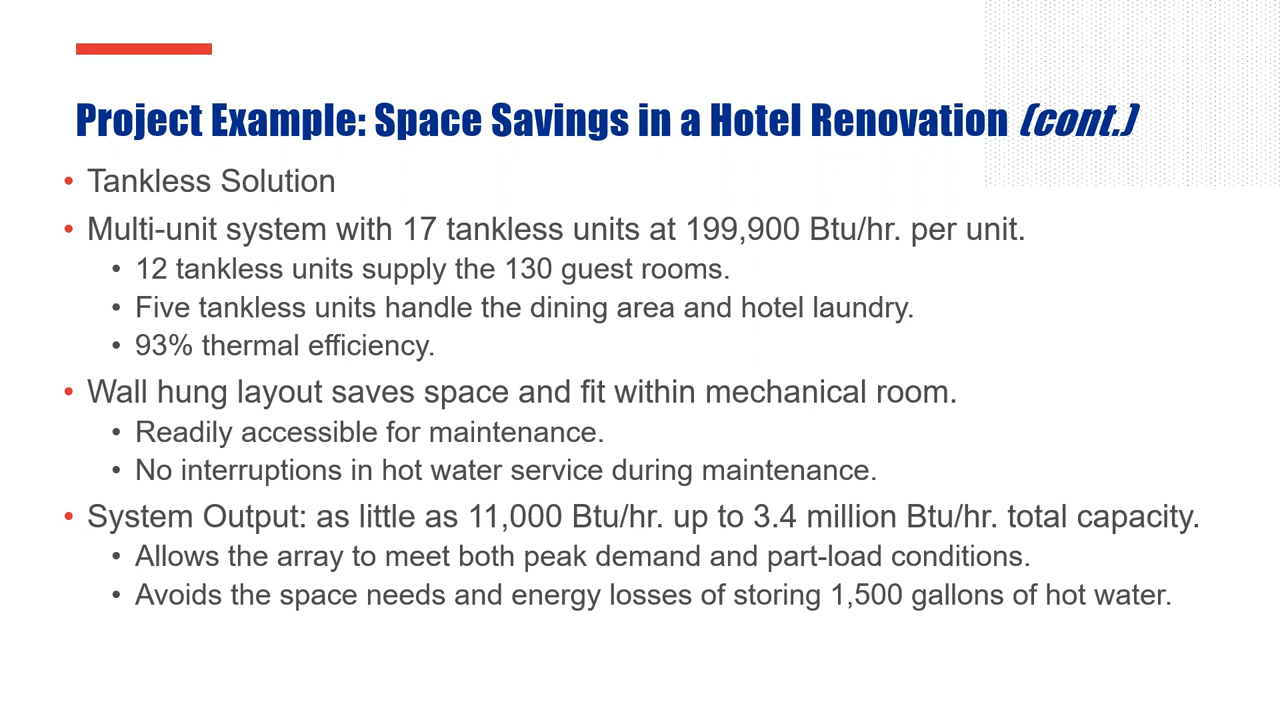 Project Example: Space Savings in a Hotel Renovation (cont.)
• Tankless Solution
• Multi-unit system with 17 tankless units at 199,900 Btu/hr. per unit.
• 12 tankless units supply the 130 guest rooms.
• Five tankless units handle the dining area and hotel laundry.
• 93% thermal efficiency.
• Wall hung layout saves space and fit within mechanical room.
• Readily accessible for maintenance.
• No interruptions in hot water service during maintenance.
• System Output: as little as 11,000 Btu/hr. up to 3.4 million Btu/hr. total capacity.
• Allows the array to meet both peak demand and part-load conditions.
• Avoids the space needs and energy losses of storing 1,500 gallons of hot water.